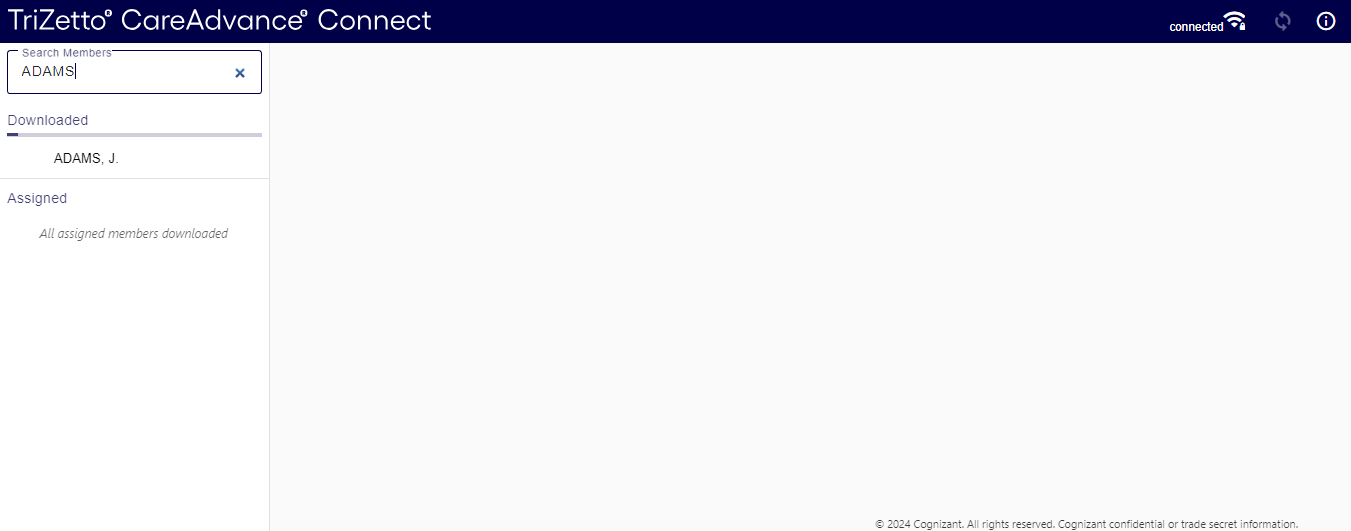 TriZetto® CareAdvance® Connect
connected
Search Members
ADAMS
Downloaded
ADAMS, J.
Assigned
All assigned members downloaded
© 2024 Cognizant. All rights reserved. Cognizant confidential or trade secret information.